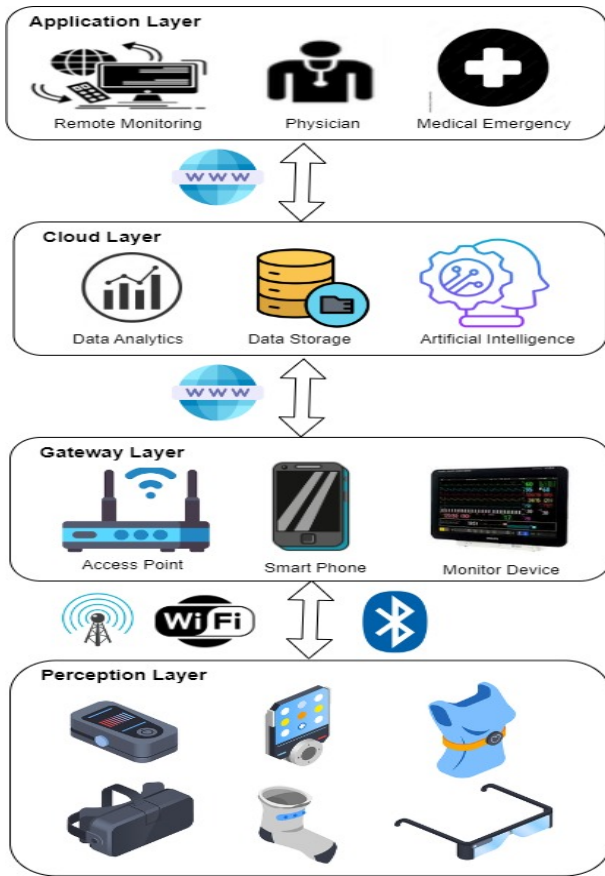 Application Layer
Remote Monitoring
Physician
Medical Emergency
WWW
Cloud Layer
Data Analytics
Data Storage
Artificial Intelligence
WWW
Gateway Layer
Access Point
Smart Phone
Monitor Device
WiFi
Perception Layer